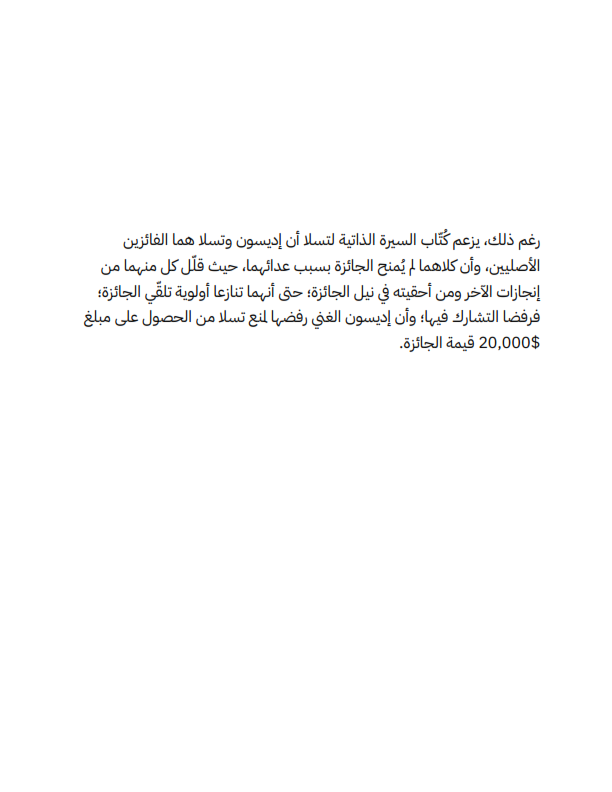 رغم ذلك، يزعم كُتّاب السيرة الذاتية لتسلا أن إديسون وتسلا هما الفائزين
الأصليين، وأن كلاهما لم يُمنح الجائزة بسبب عدائهما، حيث قلّل كل منهما من
إنجازات الآخر ومن أحقيته في نيل الجائزة؛ حتى أنهما تنازعا أولوية تلقّي الجائزة؛
فرفضا التشارك فيها؛ وأن إديسون الغني رفضها لمنع تسلا من الحصول على مبلغ
20,000$ قيمة الجائزة.